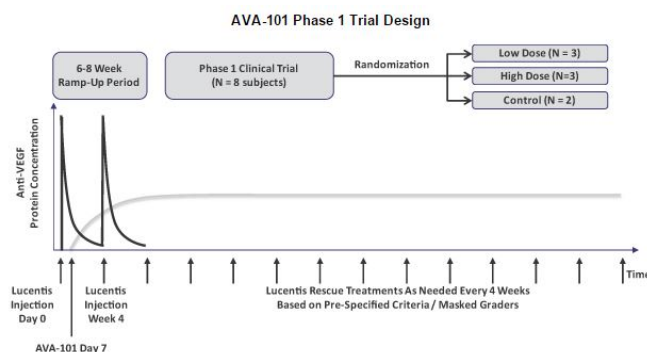 AVA-101 Phase 1 Trial Design
6-8 Week
Ramp-Up Period
Phase 1 Clinical Trial
(N = 8 subjects)
Randomization
Low Dose (N = 3)
High Dose (N=3)
Control (N = 2)
Anti-VEGF
Protein Concentration
Time
Lucentis
Injection
Day 0
Lucentis
Injection
Week 4
Lucentis Rescue Treatments As Needed Every 4 Weeks
Based on Pre-Specified Criteria / Masked Graders
AVA-101 Day 7